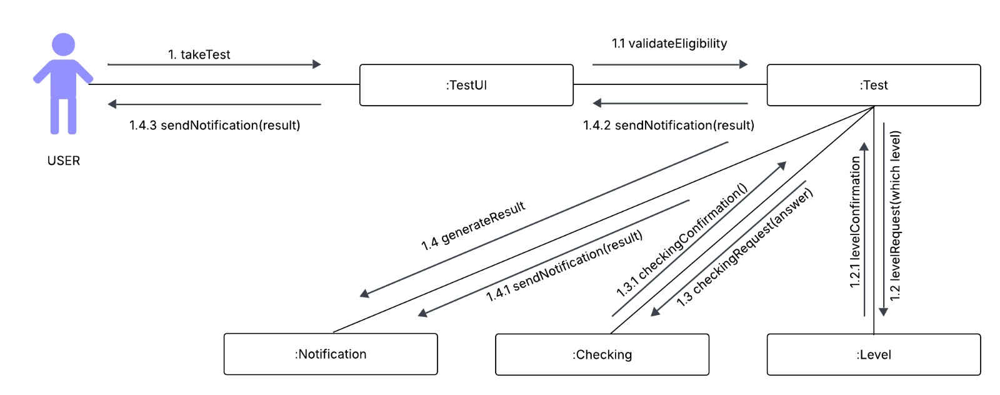 1. takeTest
1.1 validateEligibility
:TestUI
:Test
1.4.3 sendNotification(result)
1.4.2 sendNotification(result)
USER
1.4 generateResult
1.4.1 sendNotification(result)
1.3.1 checkingConfirmation()
1.3 checkingRequest(answer)
1.2.1 levelConfirmation
1.2 levelRequest(which level)
:Notification
:Checking
:Level